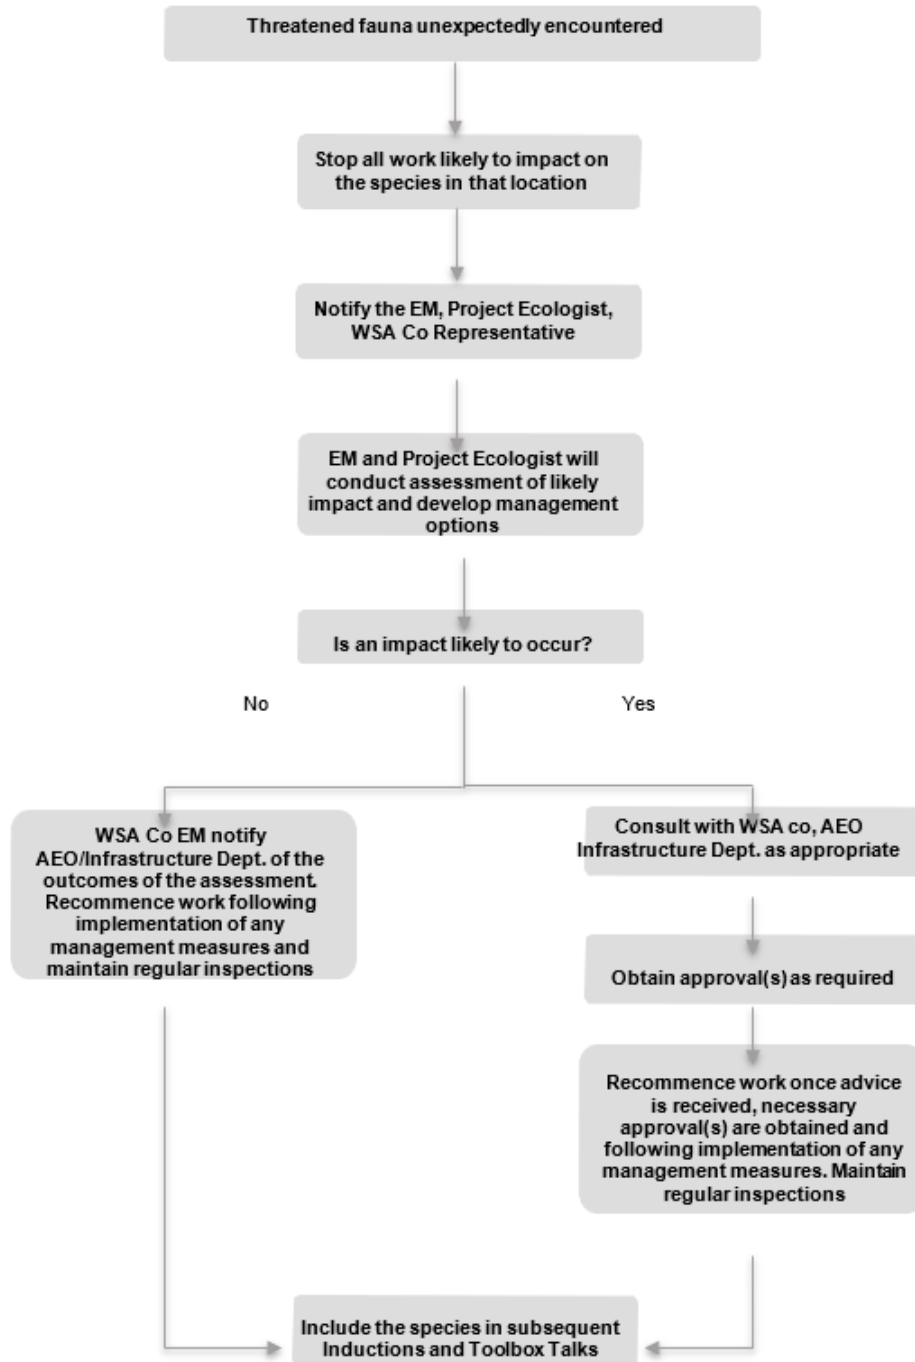 Threatened fauna unexpectedly encountered
Stop all work likely to impact on
the species in that location
Notify the EM, Project Ecologist,
WSA Co Representative
EM and Project Ecologist will
conduct assessment of likely
impact and develop management
options
Is an impact likely to occur?
No
Yes
WSA Co EM notify
AEO/Infrastructure Dept. of the
outcomes of the assessment.
Recommence work following
implementation of any
management measures and
maintain regular inspections
Consult with WSA co, AEO
Infrastructure Dept. as appropriate
Obtain approval(s) as required
Recommence work once advice
is received, necessary
approval(s) are obtained and
following implementation of any
management measures. Maintain
regular inspections
Include the species in subsequent
Inductions and Toolbox Talks